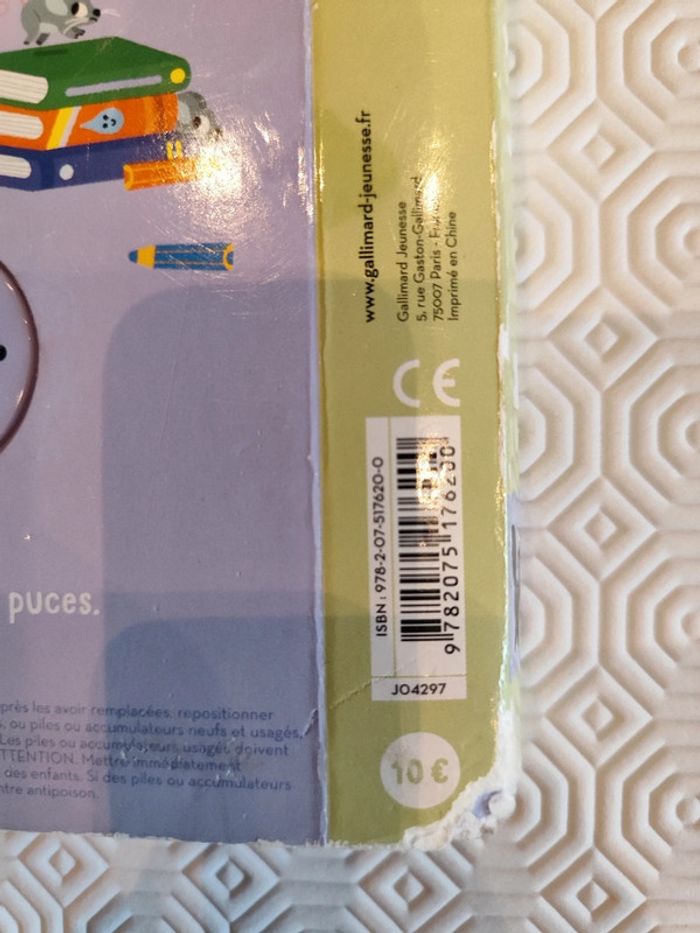 puces.
près les avoir remplacées, repositionner
, ou piles ou accumulateurs neufs et usagés,
Les piles ou accumulateurs usagés doivent
TTENTION. Mettre immédiatement
des enfants. Si des piles ou accumulateurs
ntre antipoison.
www.gallimard-jeunesse.fr
Gallimard Jeunesse
5, rue Gaston-Gallimard
75007 Paris -
Imprimé en Chine
CE
ISBN : 978-2-07-517620-0
9 782075 176200
J04297
10 €